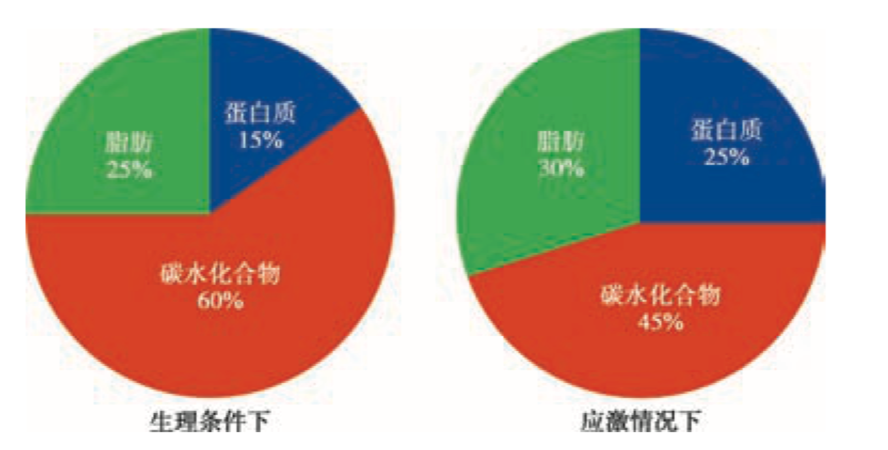 脂肪
25%
蛋白质
15%
碳水化合物
60%
生理条件下
脂肪
30%
蛋白质
25%
碳水化合物
45%
应激情况下